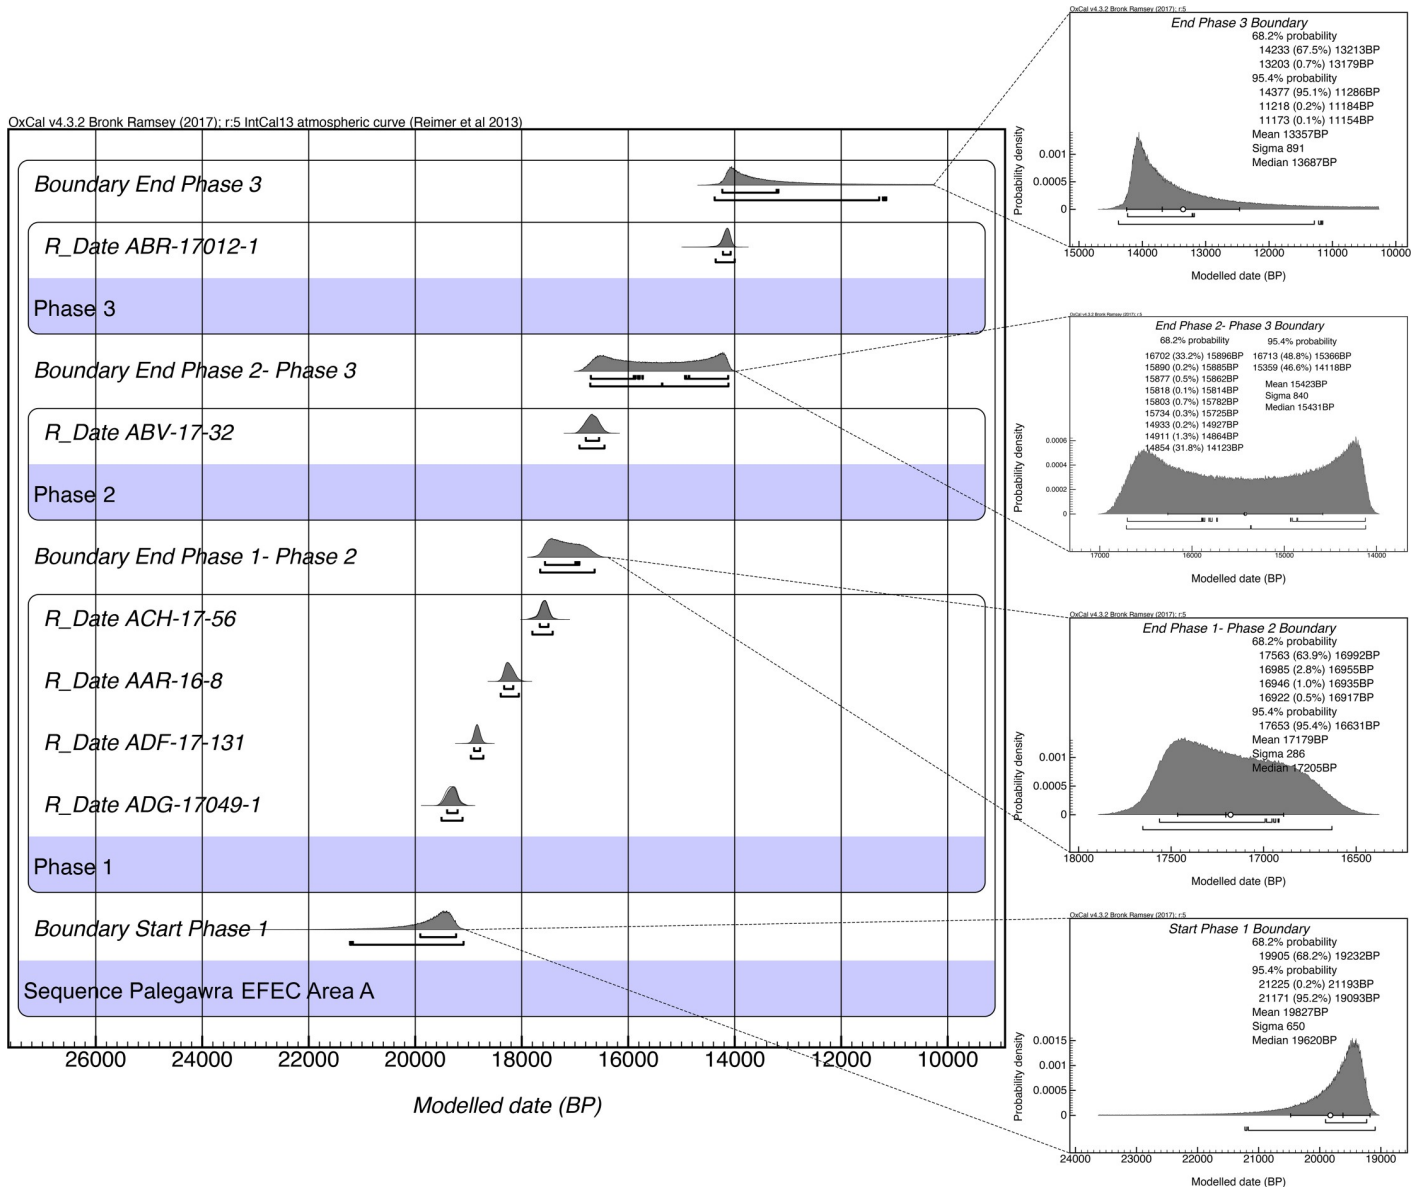 OxCal v4.3.2 Bronk Ramsey (2017); r:5 IntCal13 atmospheric curve (Reimer et al 2013)
Boundary End Phase 3
R_Date ABR-17012-1
Phase 3
Boundary End Phase 2- Phase 3
R_Date ABV-17-32
Phase 2
Boundary End Phase 1- Phase 2
R_Date ACH-17-56
R_Date AAR-16-8
R_Date ADF-17-131
R_Date ADG-17049-1
Phase 1
Boundary Start Phase 1
Sequence Palegawra EFEC Area A
26000 24000 22000 20000 18000 16000 14000 12000 10000
Modelled date (BP)
OxCal v4.3.2 Bronk Ramsey (2017); r:5
End Phase 3 Boundary
68.2% probability
14233 (67.5%) 13213BP
13203 (0.7%) 13179BP
95.4% probability
14377 (95.1%) 11286BP
11218 (0.2%) 11184BP
11173 (0.1%) 11154BP
Mean 13357BP
Sigma 891
Median 13687BP
Probability density
0.001
0.0005
0
15000 14000 13000 12000 11000 10000
Modelled date (BP)
OxCal v4.3.2 Bronk Ramsey (2017); r:5
End Phase 2- Phase 3 Boundary
68.2% probability 95.4% probability
16702 (33.2%) 15896BP 16713 (48.8%) 15366BP
15890 (0.2%) 15885BP 15359 (46.6%) 14118BP
15877 (0.5%) 15862BP
15818 (0.1%) 15814BP Mean 15423BP
15803 (0.7%) 15782BP Sigma 840
15734 (0.3%) 15725BP Median 15431BP
14933 (0.2%) 14927BP
14911 (1.3%) 14864BP
14854 (31.8%) 14123BP
Probability density
0.0006
0.0004
0.0002
0
17000 16000 15000 14000
Modelled date (BP)
OxCal v4.3.2 Bronk Ramsey (2017); r:5
End Phase 1- Phase 2 Boundary
68.2% probability
17563 (63.9%) 16992BP
16985 (2.8%) 16955BP
16946 (1.0%) 16935BP
16922 (0.5%) 16917BP
95.4% probability
17653 (95.4%) 16631BP
Mean 17179BP
Sigma 286
Median 17205BP
Probability density
0.001
0.0005
0
18000 17500 17000 16500
Modelled date (BP)
OxCal v4.3.2 Bronk Ramsey (2017); r:5
Start Phase 1 Boundary
68.2% probability
19905 (68.2%) 19232BP
95.4% probability
21225 (0.2%) 21193BP
21171 (95.2%) 19093BP
Mean 19827BP
Sigma 650
Median 19620BP
Probability density
0.0015
0.001
0.0005
0
24000 23000 22000 21000 20000 19000
Modelled date (BP)